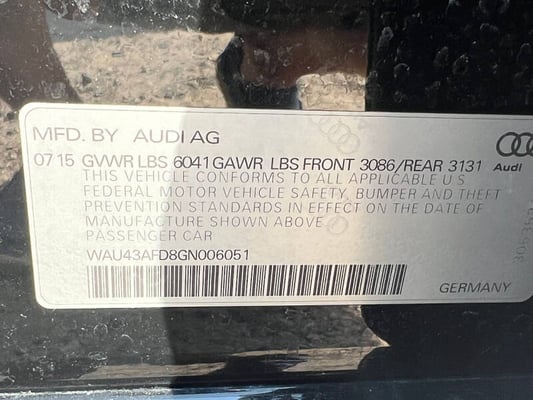 MFD. BY AUDI AG
07 15 GVWR LBS 6041 GAWR LBS FRONT 3086/REAR 3131
THIS VEHICLE CONFORMS TO ALL APPLICABLE U.S
FEDERAL MOTOR VEHICLE SAFETY, BUMPER AND THEFT
PREVENTION STANDARDS IN EFFECT ON THE DATE OF
MANUFACTURE SHOWN ABOVE
PASSENGER CAR
WAU43AFD8GN006051
Audi
GERMANY